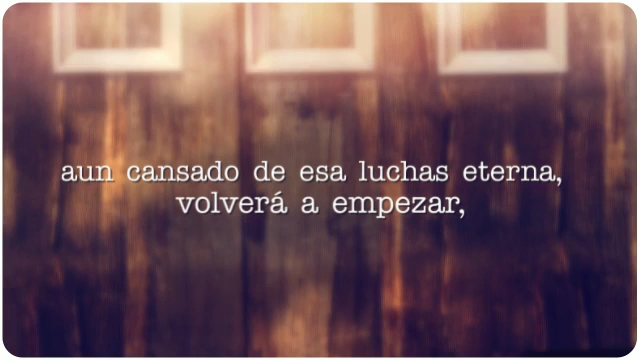 aun cansado de esa luchas eterna,
volverá a empezar,